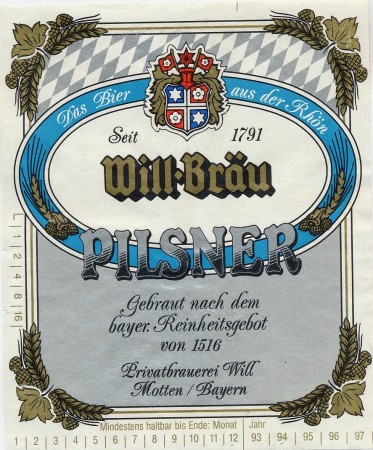 Das Bier aus der Rhön
Seit 1791
Will-Bräu
PILSNER
Gebraut nach dem
bayer. Reinheitsgebot
von 1516
Privatbrauerei Will
Motten / Bayern
L 1 2 4 8 16
Mindestens haltbar bis Ende: Monat Jahr
1 2 3 4 5 6 7 8 9 10 11 12 93 94 95 96 97